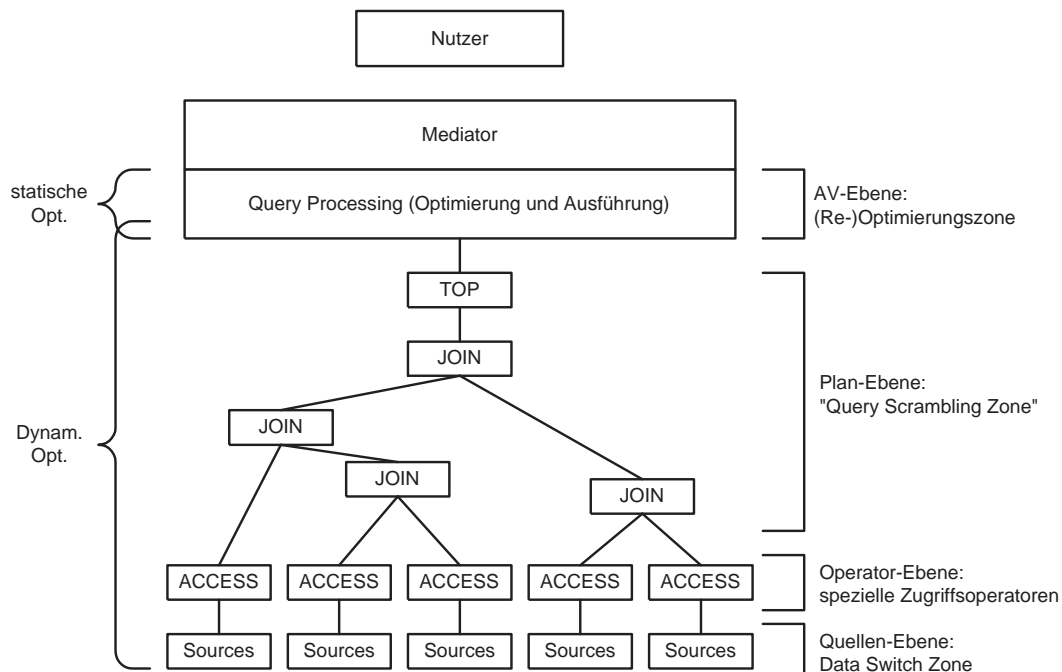 Nutzer
Mediator
statische
Opt.
Query Processing (Optimierung und Ausführung)
AV-Ebene:
(Re-)Optimierungszone
TOP
JOIN
Plan-Ebene:
"Query Scrambling Zone"
JOIN
Dynam.
Opt.
JOIN
JOIN
ACCESS
ACCESS
ACCESS
ACCESS
ACCESS
Operator-Ebene:
spezielle Zugriffsoperatoren
Sources
Sources
Sources
Sources
Sources
Quellen-Ebene:
Data Switch Zone